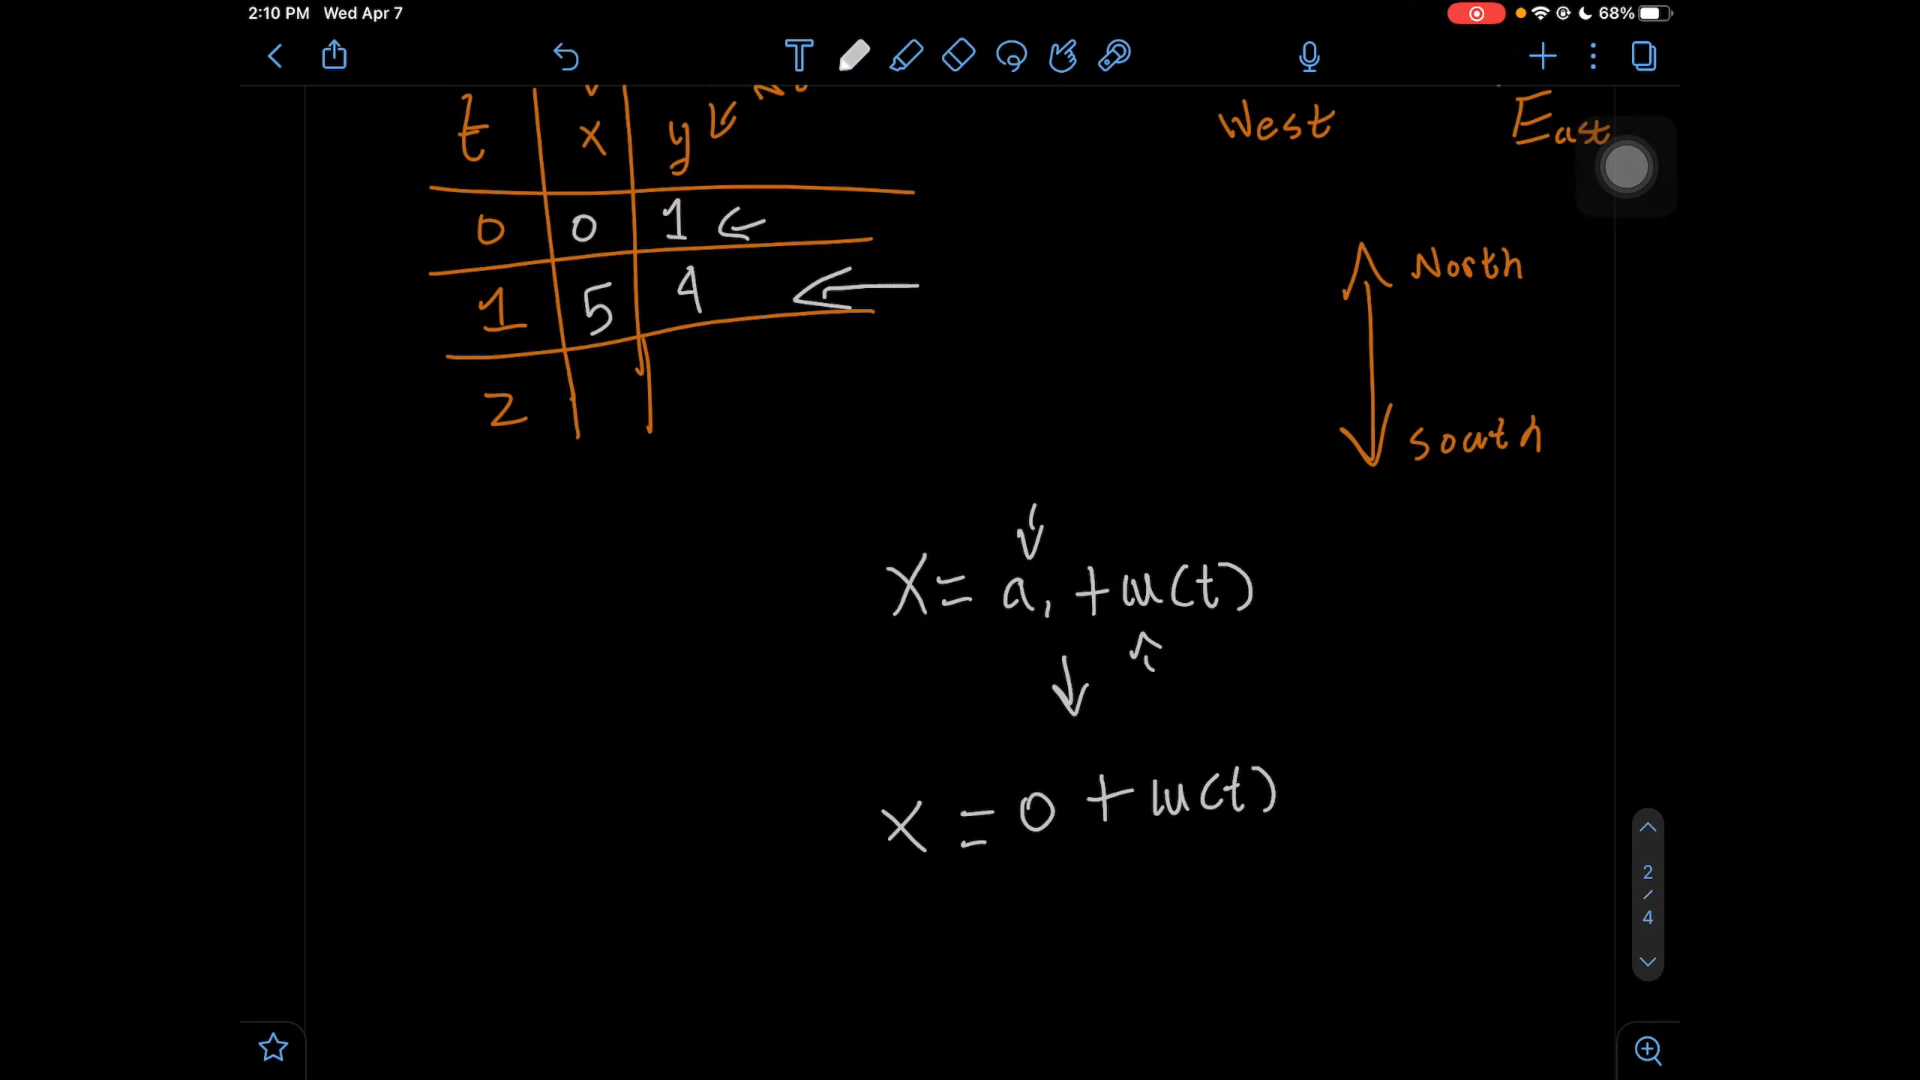 2:10 PM Wed Apr 7 68%
T
t x y West East
0 0 1
1 5 4
2
North
South
X = a₁ + m(t)
x = 0 + m(t)
2
/
4